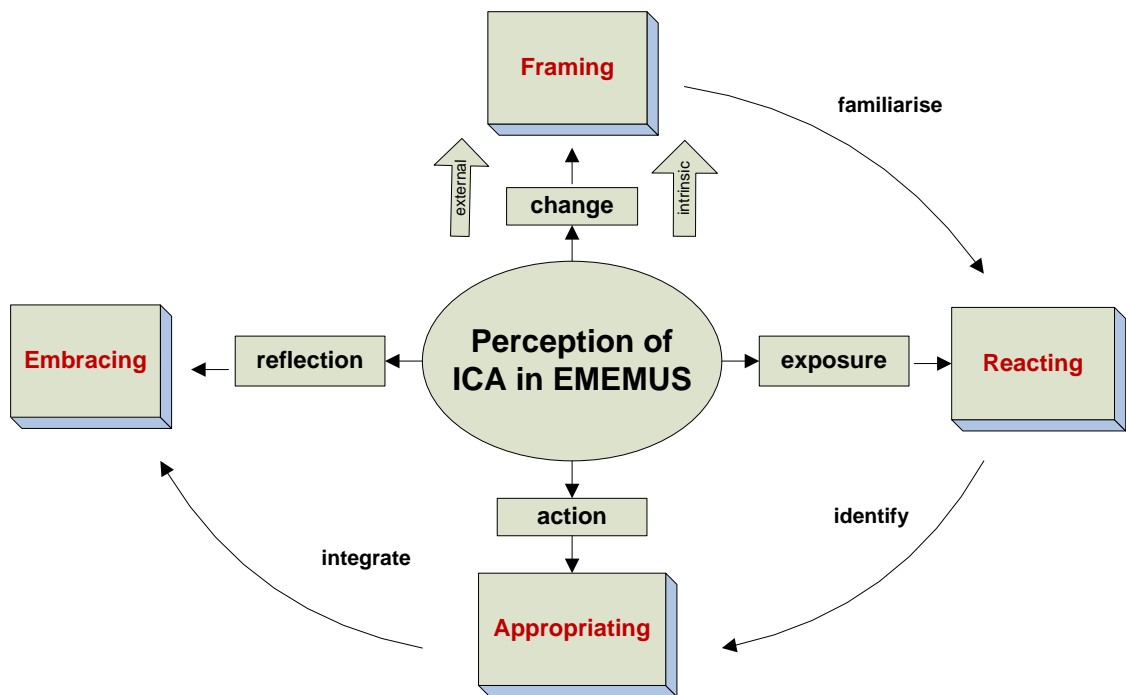 Framing
familiarise
external
change
intrinsic
Embracing
reflection
Perception of
ICA in EMEMUS
exposure
Reacting
action
identify
integrate
Appropriating